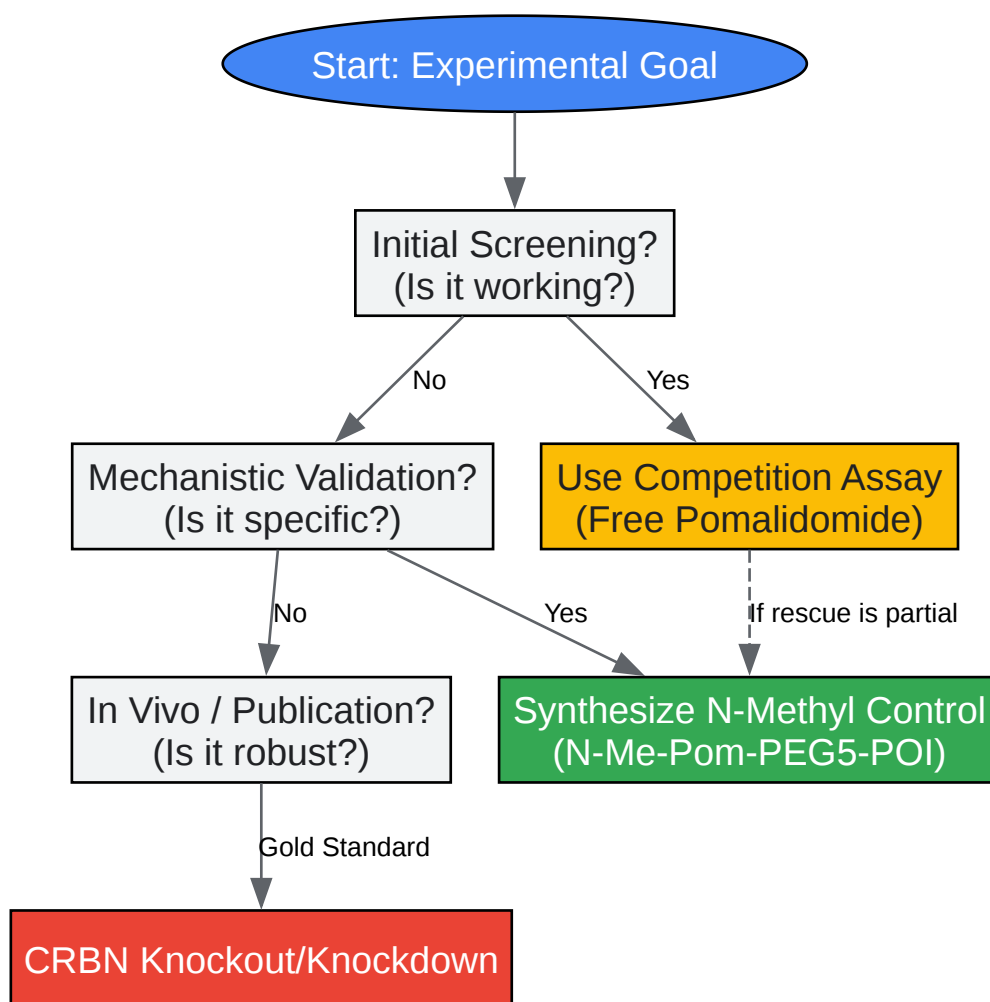 Start: Experimental Goal
Initial Screening?
(Is it working?)
No
Yes
Mechanistic Validation?
(Is it specific?)
Use Competition Assay
(Free Pomalidomide)
No
Yes
If rescue is partial
In Vivo / Publication?
(Is it robust?)
Synthesize N-Methyl Control
(N-Me-Pom-PEG5-POI)
Gold Standard
CRBN Knockout/Knockdown